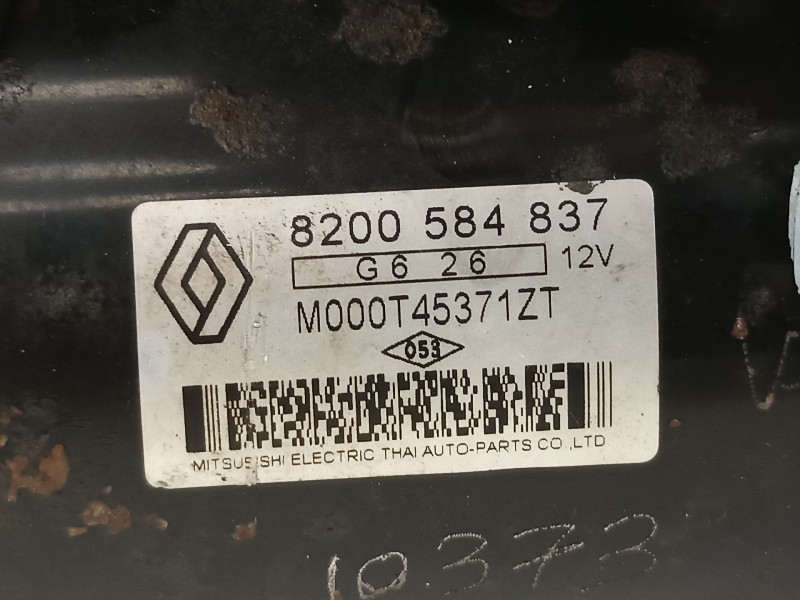 8200 584 837
G6 26 12V
M000T45371ZT
053
MITSUBISHI ELECTRIC THAI AUTO-PARTS CO.,LTD
10373